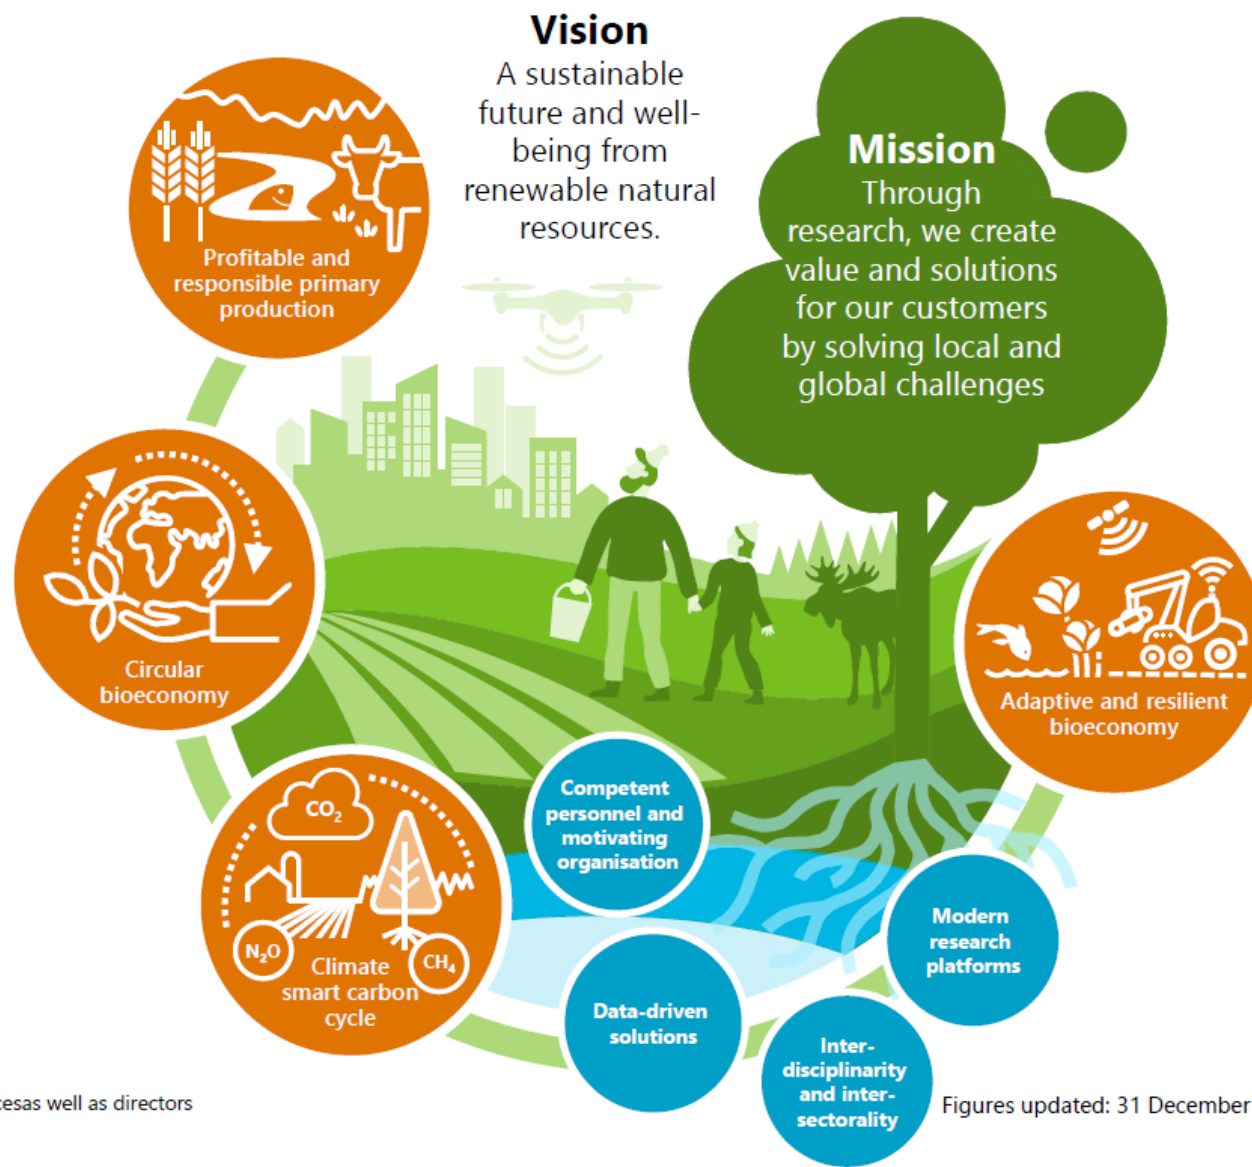 Vision
A sustainable
future and well-
being from
renewable natural
resources.
Mission
Through
research, we create
value and solutions
for our customers
by solving local and
global challenges
Profitable and
responsible primary
production
Circular
bioeconomy
CO₂
N₂O
CH₄
Climate
smart carbon
cycle
Adaptive and resilient
bioeconomy
Competent
personnel and
motivating
organisation
Data-driven
solutions
Inter-
disciplinarity
and inter-
sectorality
Modern
research
platforms
cesas well as directors
Figures updated: 31 December